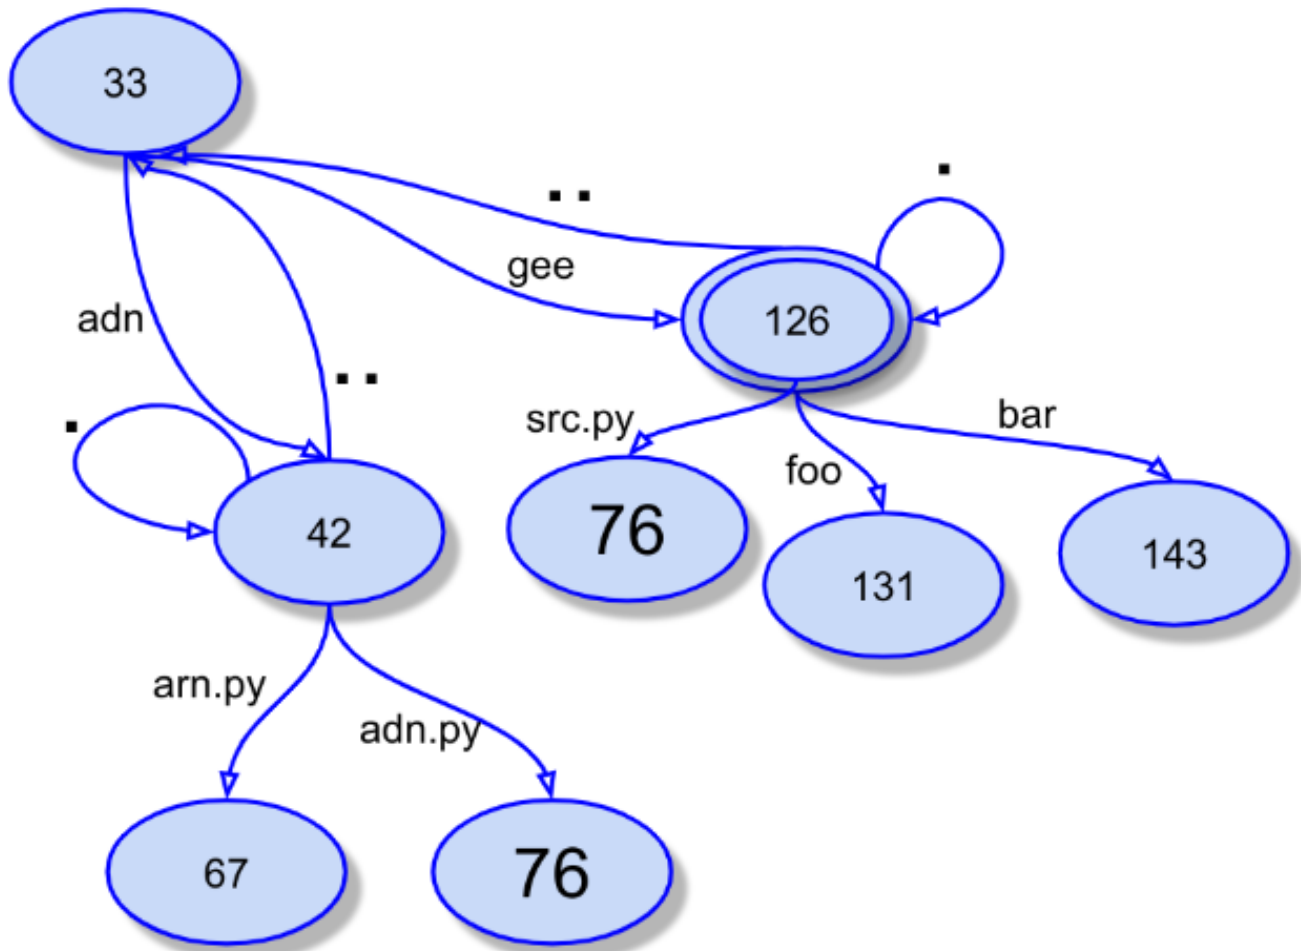 33
.
. .
gee
126
adn
. .
.
src.py
bar
foo
42
76
131
143
arn.py
adn.py
67
76